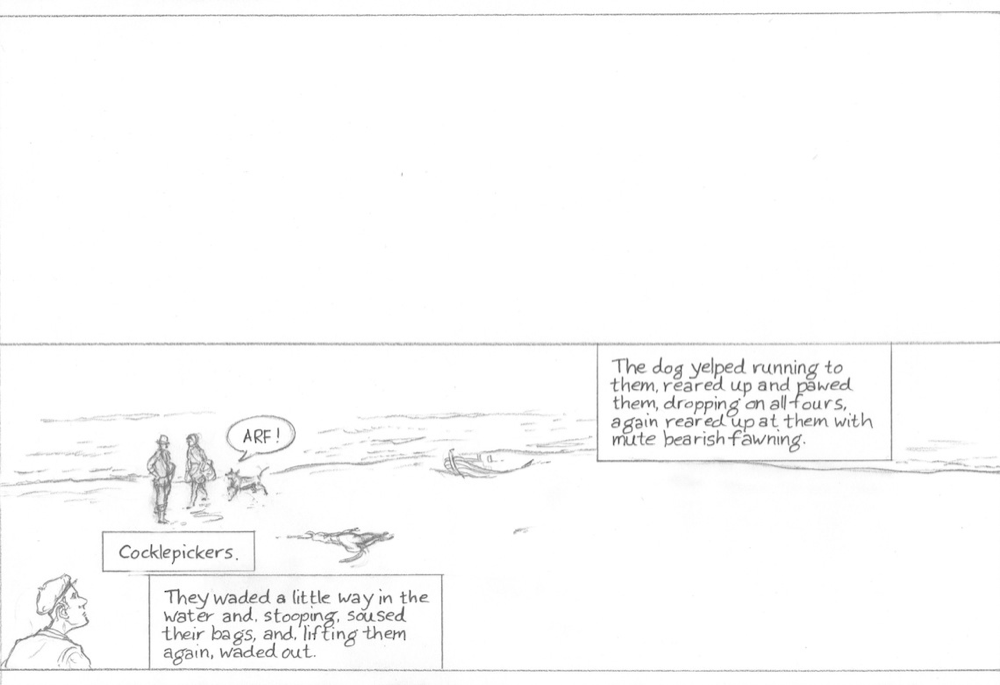 The dog yelped running to
them, reared up and pawed
them, dropping on all fours,
again reared up at them with
mute bearish fawning.
ARF!
Cocklepickers.
They waded a little way in the
water and, stooping, soused
their bags, and, lifting them
again, waded out.